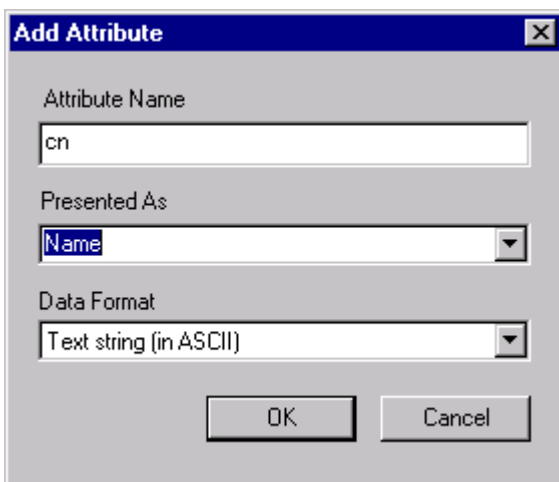 Add Attribute
Attribute Name
cn
Presented As
Name
Data Format
Text string (in ASCII)
OK Cancel